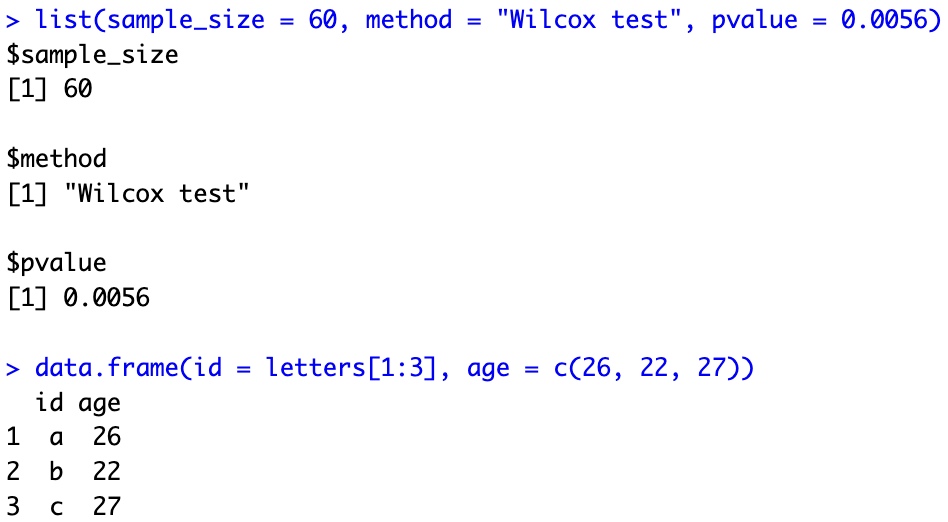 > list(sample_size = 60, method = "Wilcox test", pvalue = 0.0056)
$sample_size
[1] 60
$method
[1] "Wilcox test"
$pvalue
[1] 0.0056
> data.frame(id = letters[1:3], age = c(26, 22, 27))
  id age
1  a  26
2  b  22
3  c  27